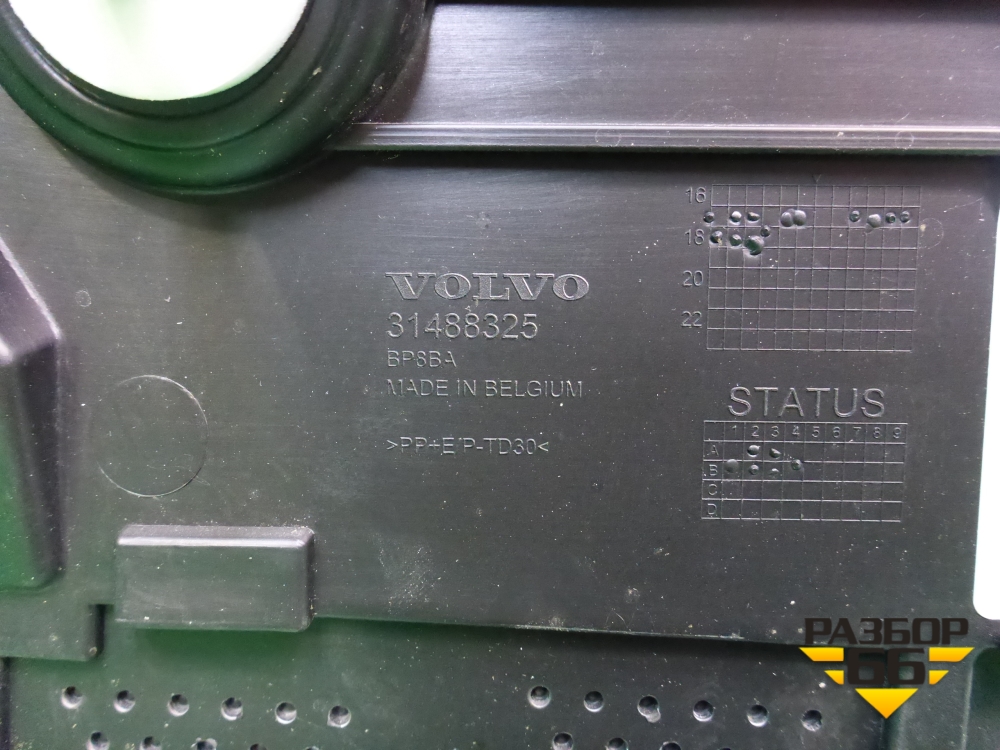 VOLVO
31488325
BP8BA
MADE IN BELGIUM
>PP+E/P-TD30<
16
18
20
22
STATUS
1 2 3 4 5 6 7 8 9
A
B
C
D
РАЗБОР
66